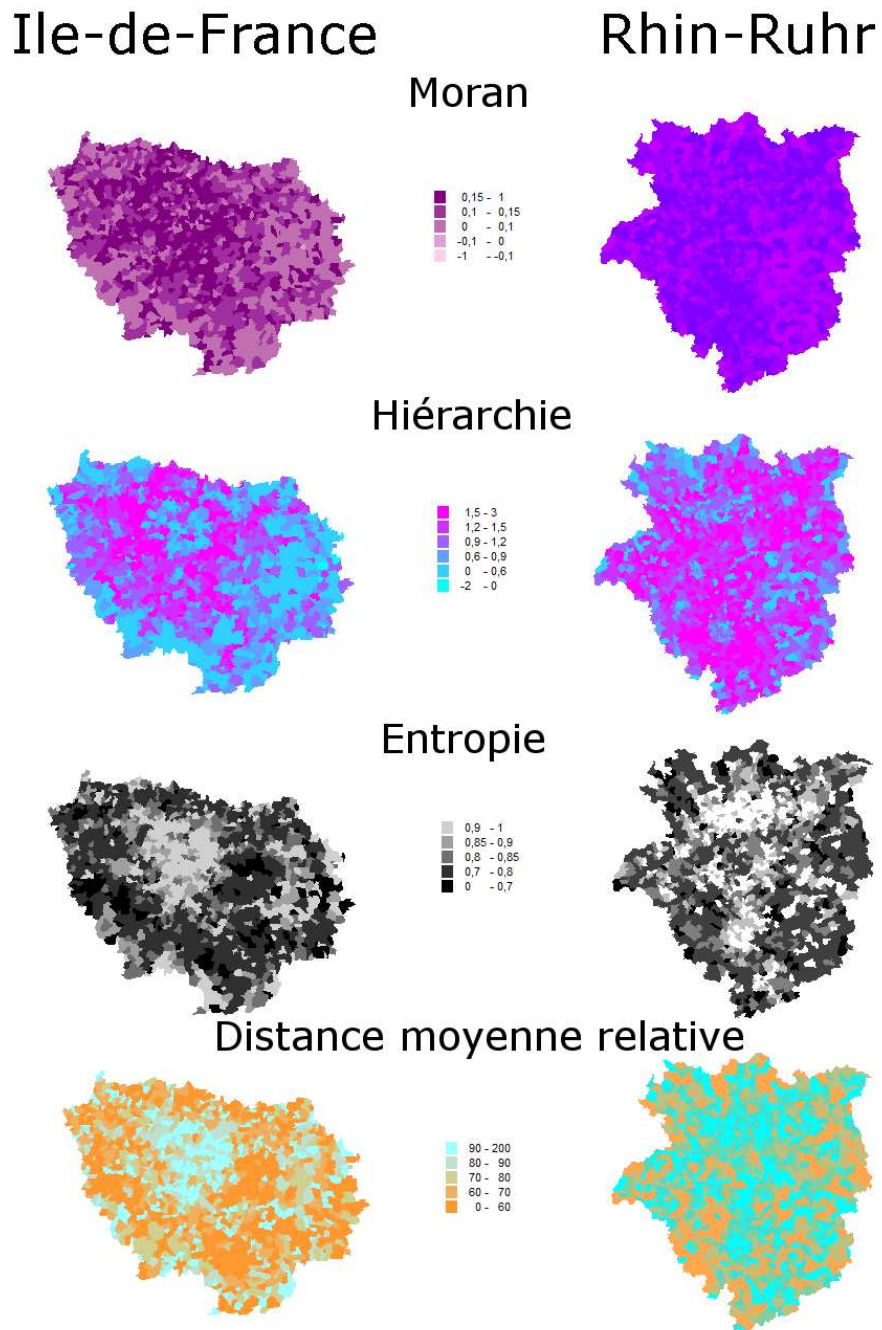 Ile-de-France
Rhin-Ruhr
Moran
0,15 - 1
0,1 - 0,15
0 - 0,1
-0,1 - 0
-1 - -0,1
Hiérarchie
1,5 - 3
1,2 - 1,5
0,9 - 1,2
0,6 - 0,9
0 - 0,6
-2 - 0
Entropie
0,9 - 1
0,85 - 0,9
0,8 - 0,85
0,7 - 0,8
0 - 0,7
Distance moyenne relative
90 - 200
80 - 90
70 - 80
60 - 70
0 - 60